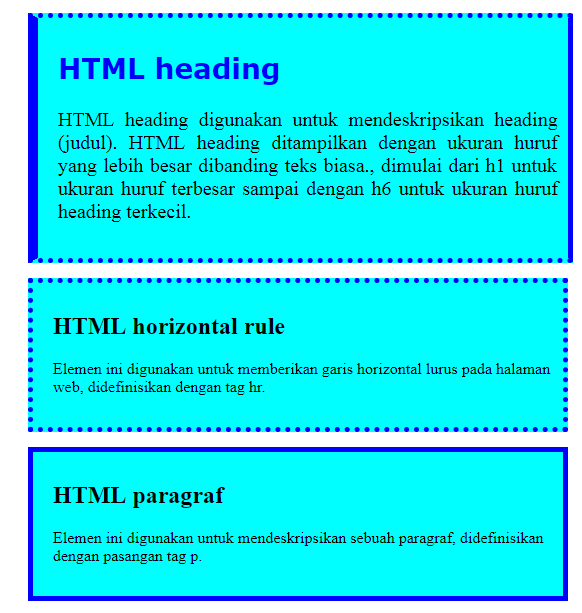 HTML heading
HTML heading digunakan untuk mendeskripsikan heading
(judul). HTML heading ditampilkan dengan ukuran huruf
yang lebih besar dibanding teks biasa., dimulai dari h1 untuk
ukuran huruf terbesar sampai dengan h6 untuk ukuran huruf
heading terkecil.
HTML horizontal rule
Elemen ini digunakan untuk memberikan garis horizontal lurus pada halaman
web, didefinisikan dengan tag hr.
HTML paragraf
Elemen ini digunakan untuk mendeskripsikan sebuah paragraf, didefinisikan
dengan pasangan tag p.